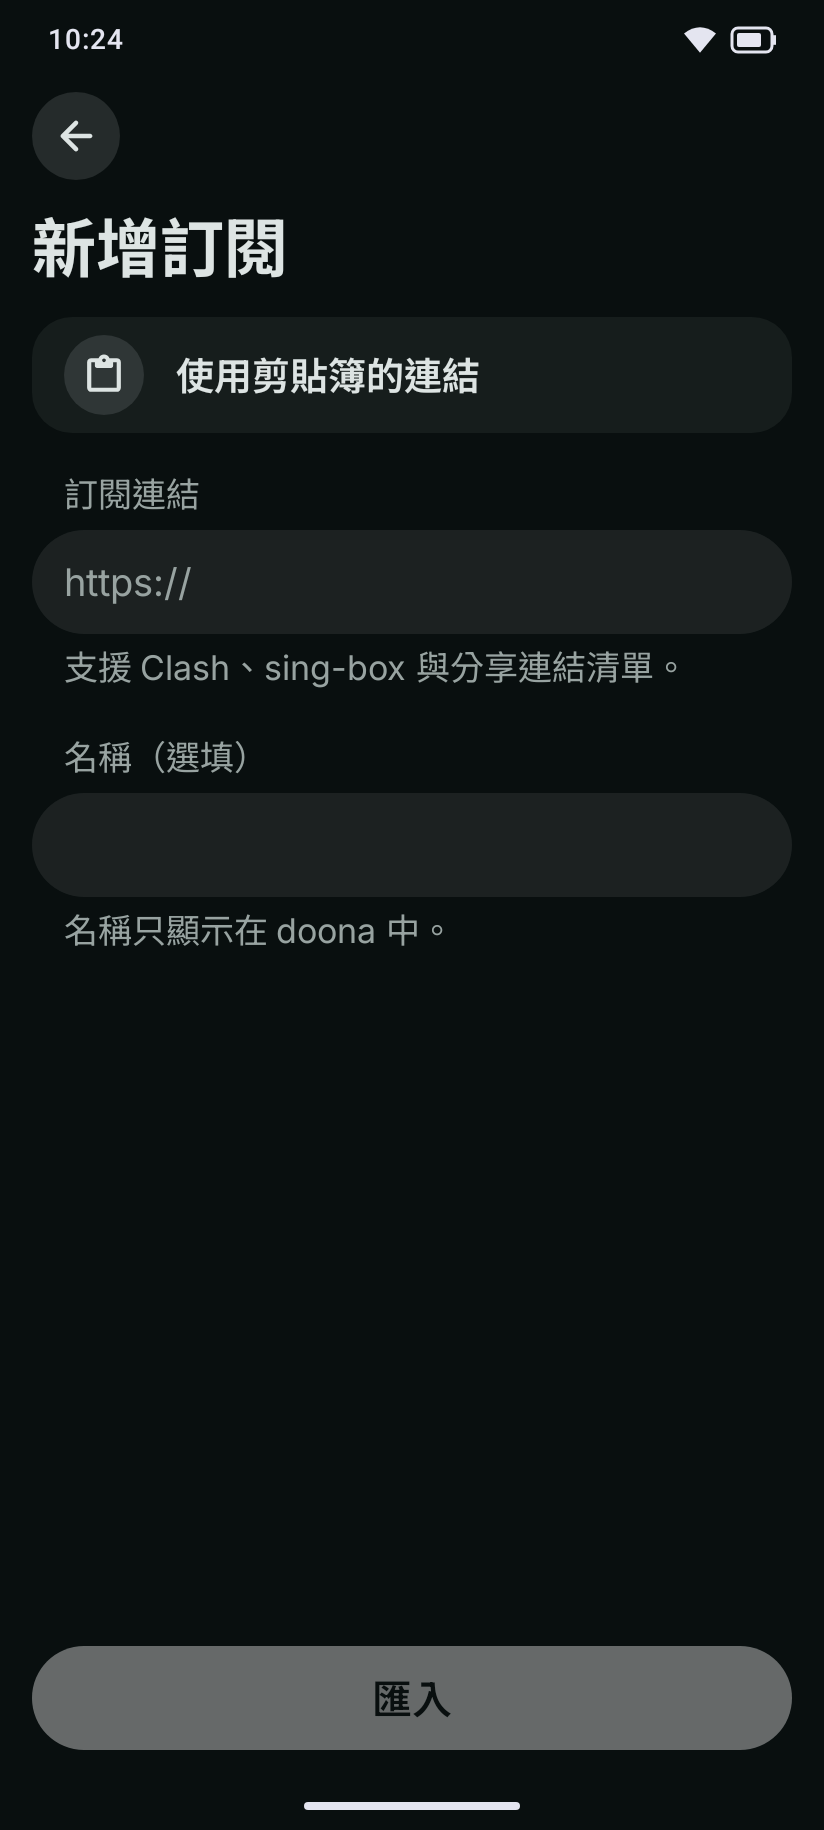 10:24
新增訂閱
使用剪貼簿的連結
訂閱連結
https://
支援 Clash、sing-box 與分享連結清單。
名稱（選填）
名稱只顯示在 doona 中。
匯入